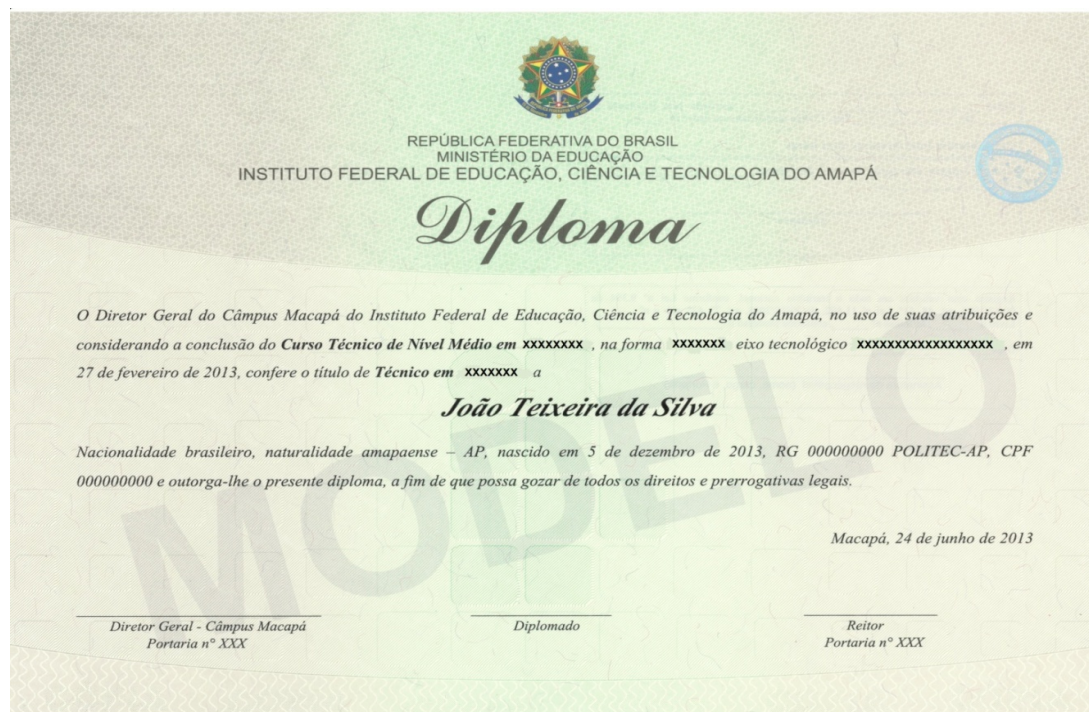 REPÚBLICA FEDERATIVA DO BRASIL
MINISTÉRIO DA EDUCAÇÃO
INSTITUTO FEDERAL DE EDUCAÇÃO, CIÊNCIA E TECNOLOGIA DO AMAPÁ
Diploma
O Diretor Geral do Câmpus Macapá do Instituto Federal de Educação, Ciência e Tecnologia do Amapá, no uso de suas atribuições e
considerando a conclusão do Curso Técnico de Nível Médio em xxxxxxxx , na forma xxxxxxx eixo tecnológico xxxxxxxxxxxxxxxxxx , em
27 de fevereiro de 2013, confere o título de Técnico em xxxxxxx a
João Teixeira da Silva
Nacionalidade brasileiro, naturalidade amapaense – AP, nascido em 5 de dezembro de 2013, RG 000000000 POLITEC-AP, CPF
000000000 e outorga-lhe o presente diploma, a fim de que possa gozar de todos os direitos e prerrogativas legais.
MODELO
Macapá, 24 de junho de 2013
Diretor Geral - Câmpus Macapá
Portaria n° XXX
Diplomado
Reitor
Portaria n° XXX